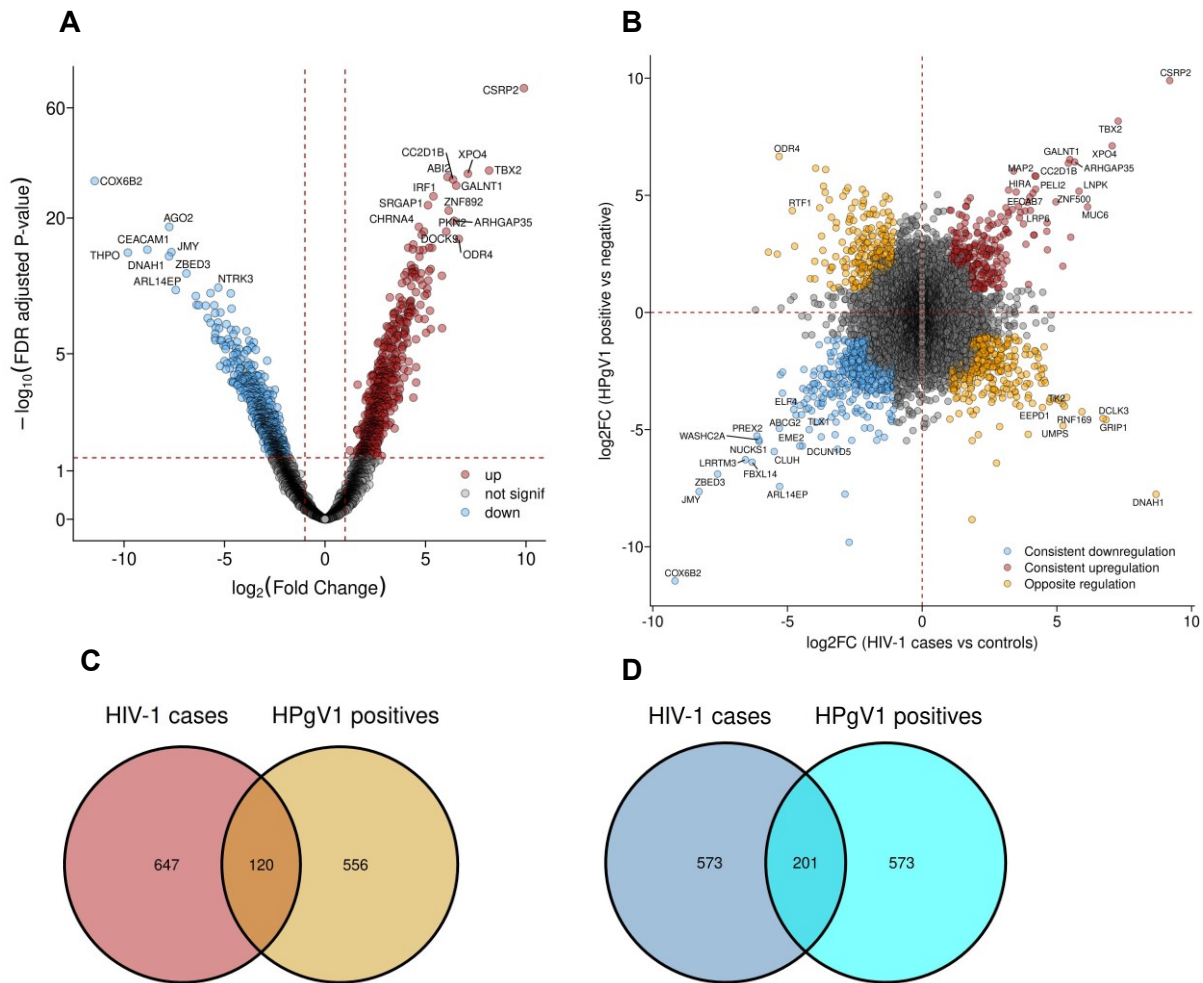 A
60
20
5
1
0
− log10(FDR adjusted P-value)
CSRP2
CC2D1B
XPO4
ABI2
TBX2
IRF1
GALNT1
SRGAP1
ZNF892
CHRNA4
PKN2
ARHGAP35
DOCK9
ODR4
COX6B2
AGO2
CEACAM1
JMY
THPO
DNAH1
ZBED3
ARL14EP
NTRK3
up
not signif
down
-10
-5
0
5
10
log2(Fold Change)
B
10
5
0
-5
-10
log2FC (HPgV1 positive vs negative)
CSRP2
TBX2
GALNT1
XPO4
ARHGAP35
MAP2
CC2D1B
HIRA
PELI2
LNPK
EFCAB7
ZNF500
LRP6
MUC6
ODR4
RTF1
ELF4
ABCG2
TLX1
PREX2
WASHC2A
EME2
NUCKS1
DCUN1D5
LRRTM3
CLUH
FBXL14
ZBED3
ARL14EP
JMY
COX6B2
TK2
EEPD1
DCLK3
RNF169
GRIP1
UMPS
DNAH1
Consistent downregulation
Consistent upregulation
Opposite regulation
-10
-5
0
5
10
log2FC (HIV-1 cases vs controls)
C
HIV-1 cases
HPgV1 positives
647
120
556
D
HIV-1 cases
HPgV1 positives
573
201
573